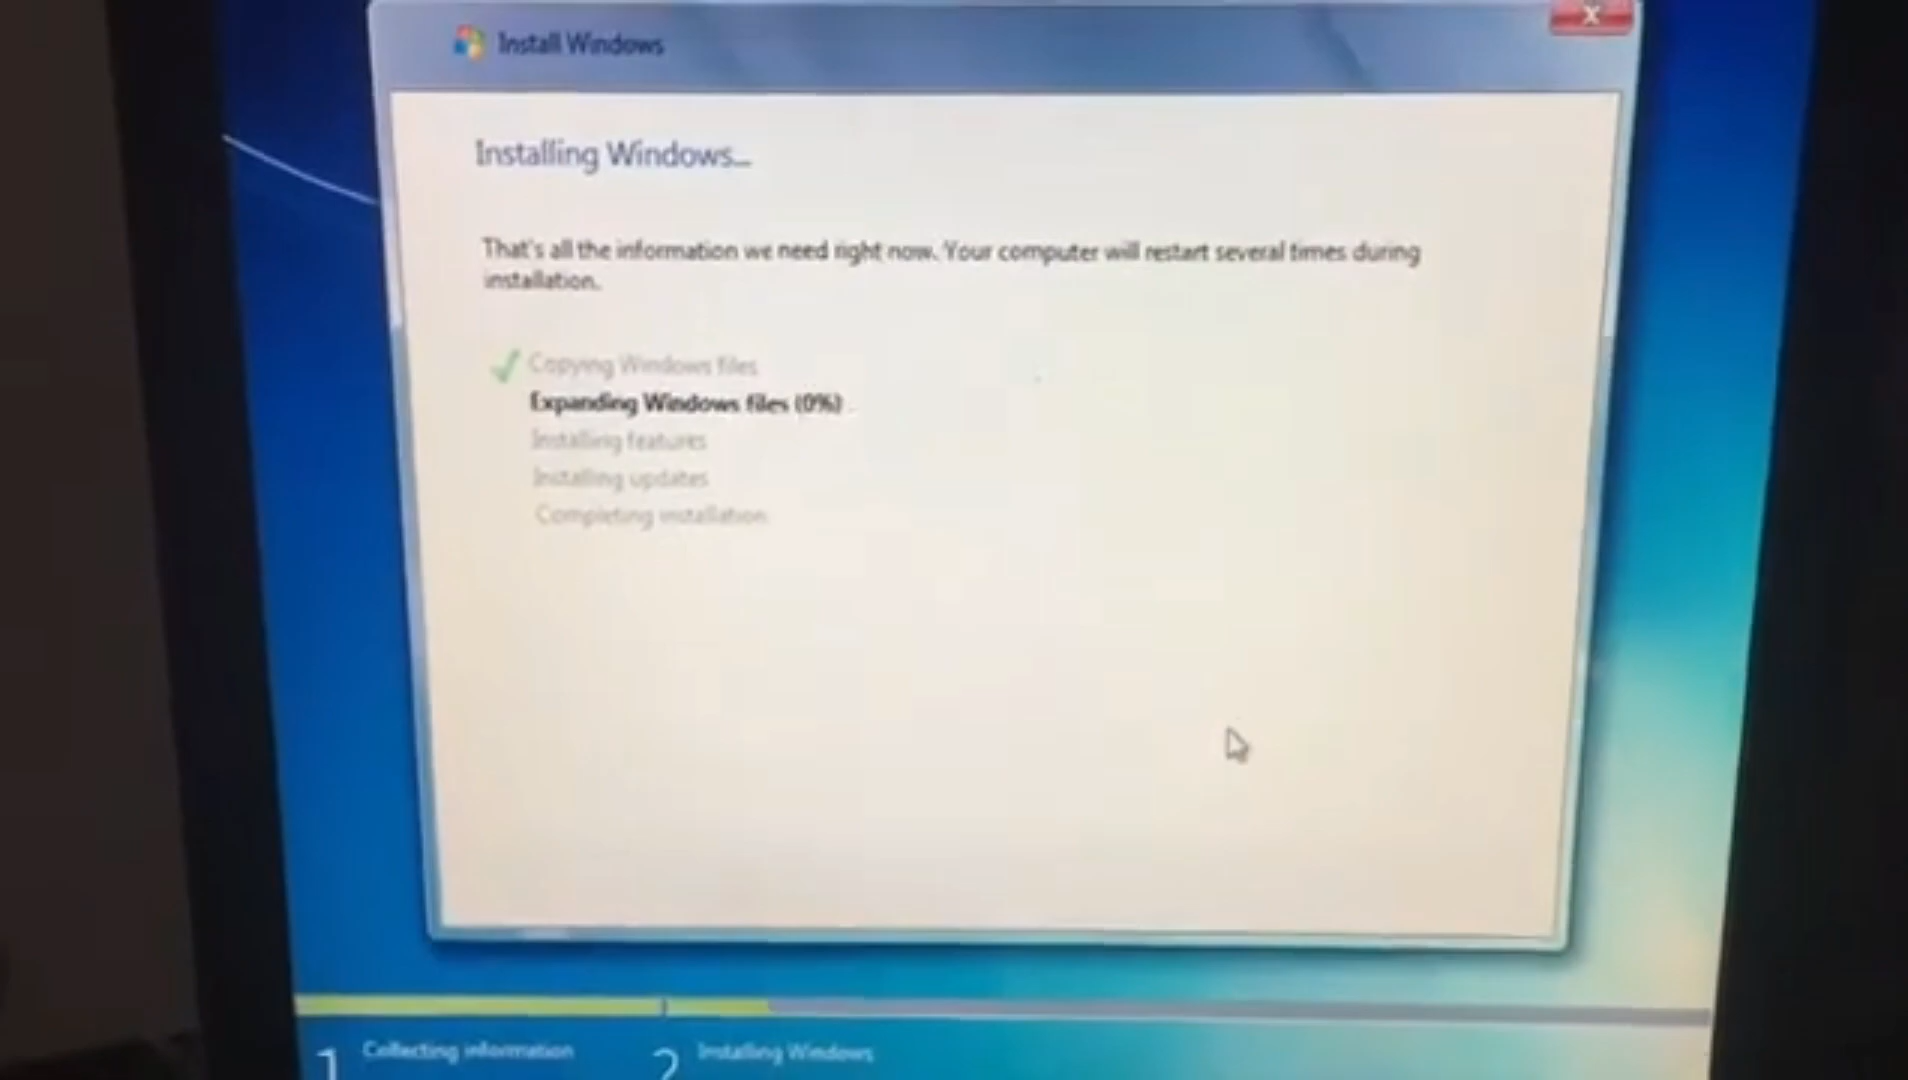 Install Windows
Installing Windows...
That's all the information we need right now. Your computer will restart several times during
installation.
Copying Windows files
Expanding Windows files (0%)
Installing features
Installing updates
Completing installation
1 Collecting information
2 Installing Windows